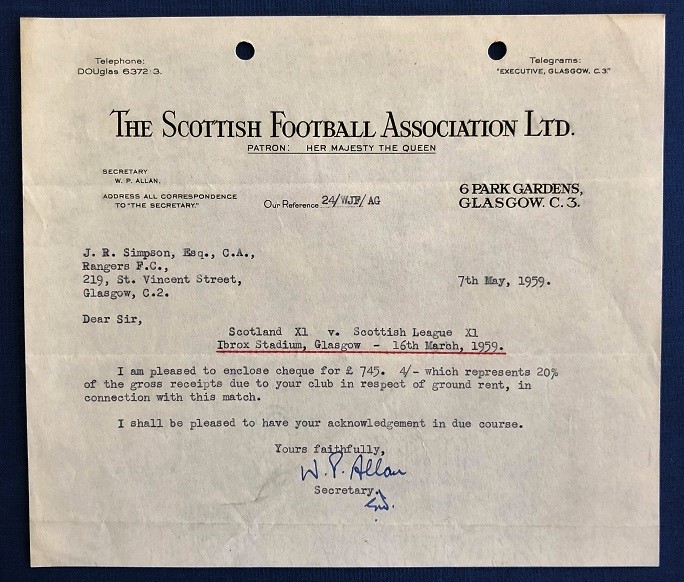 Telephone:
DOUglas 6372-3.
Telegrams:
"EXECUTIVE, GLASGOW, C.3"
THE SCOTTISH FOOTBALL ASSOCIATION LTD.
PATRON: HER MAJESTY THE QUEEN
SECRETARY
W. P. ALLAN.
ADDRESS ALL CORRESPONDENCE
TO "THE SECRETARY."
Our Reference 24/WJF/AG
6 PARK GARDENS,
GLASGOW. C. 3.
J. R. Simpson, Esq., C.A.,
Rangers F.C.,
219, St. Vincent Street,
Glasgow, C.2.
7th May, 1959.
Dear Sir,
Scotland X1 v. Scottish League X1
Ibrox Stadium, Glasgow - 16th March, 1959.
I am pleased to enclose cheque for £ 745. 4/- which represents 20%
of the gross receipts due to your club in respect of ground rent, in
connection with this match.
I shall be pleased to have your acknowledgement in due course.
Yours faithfully,
W. P. Allan
Secretary.